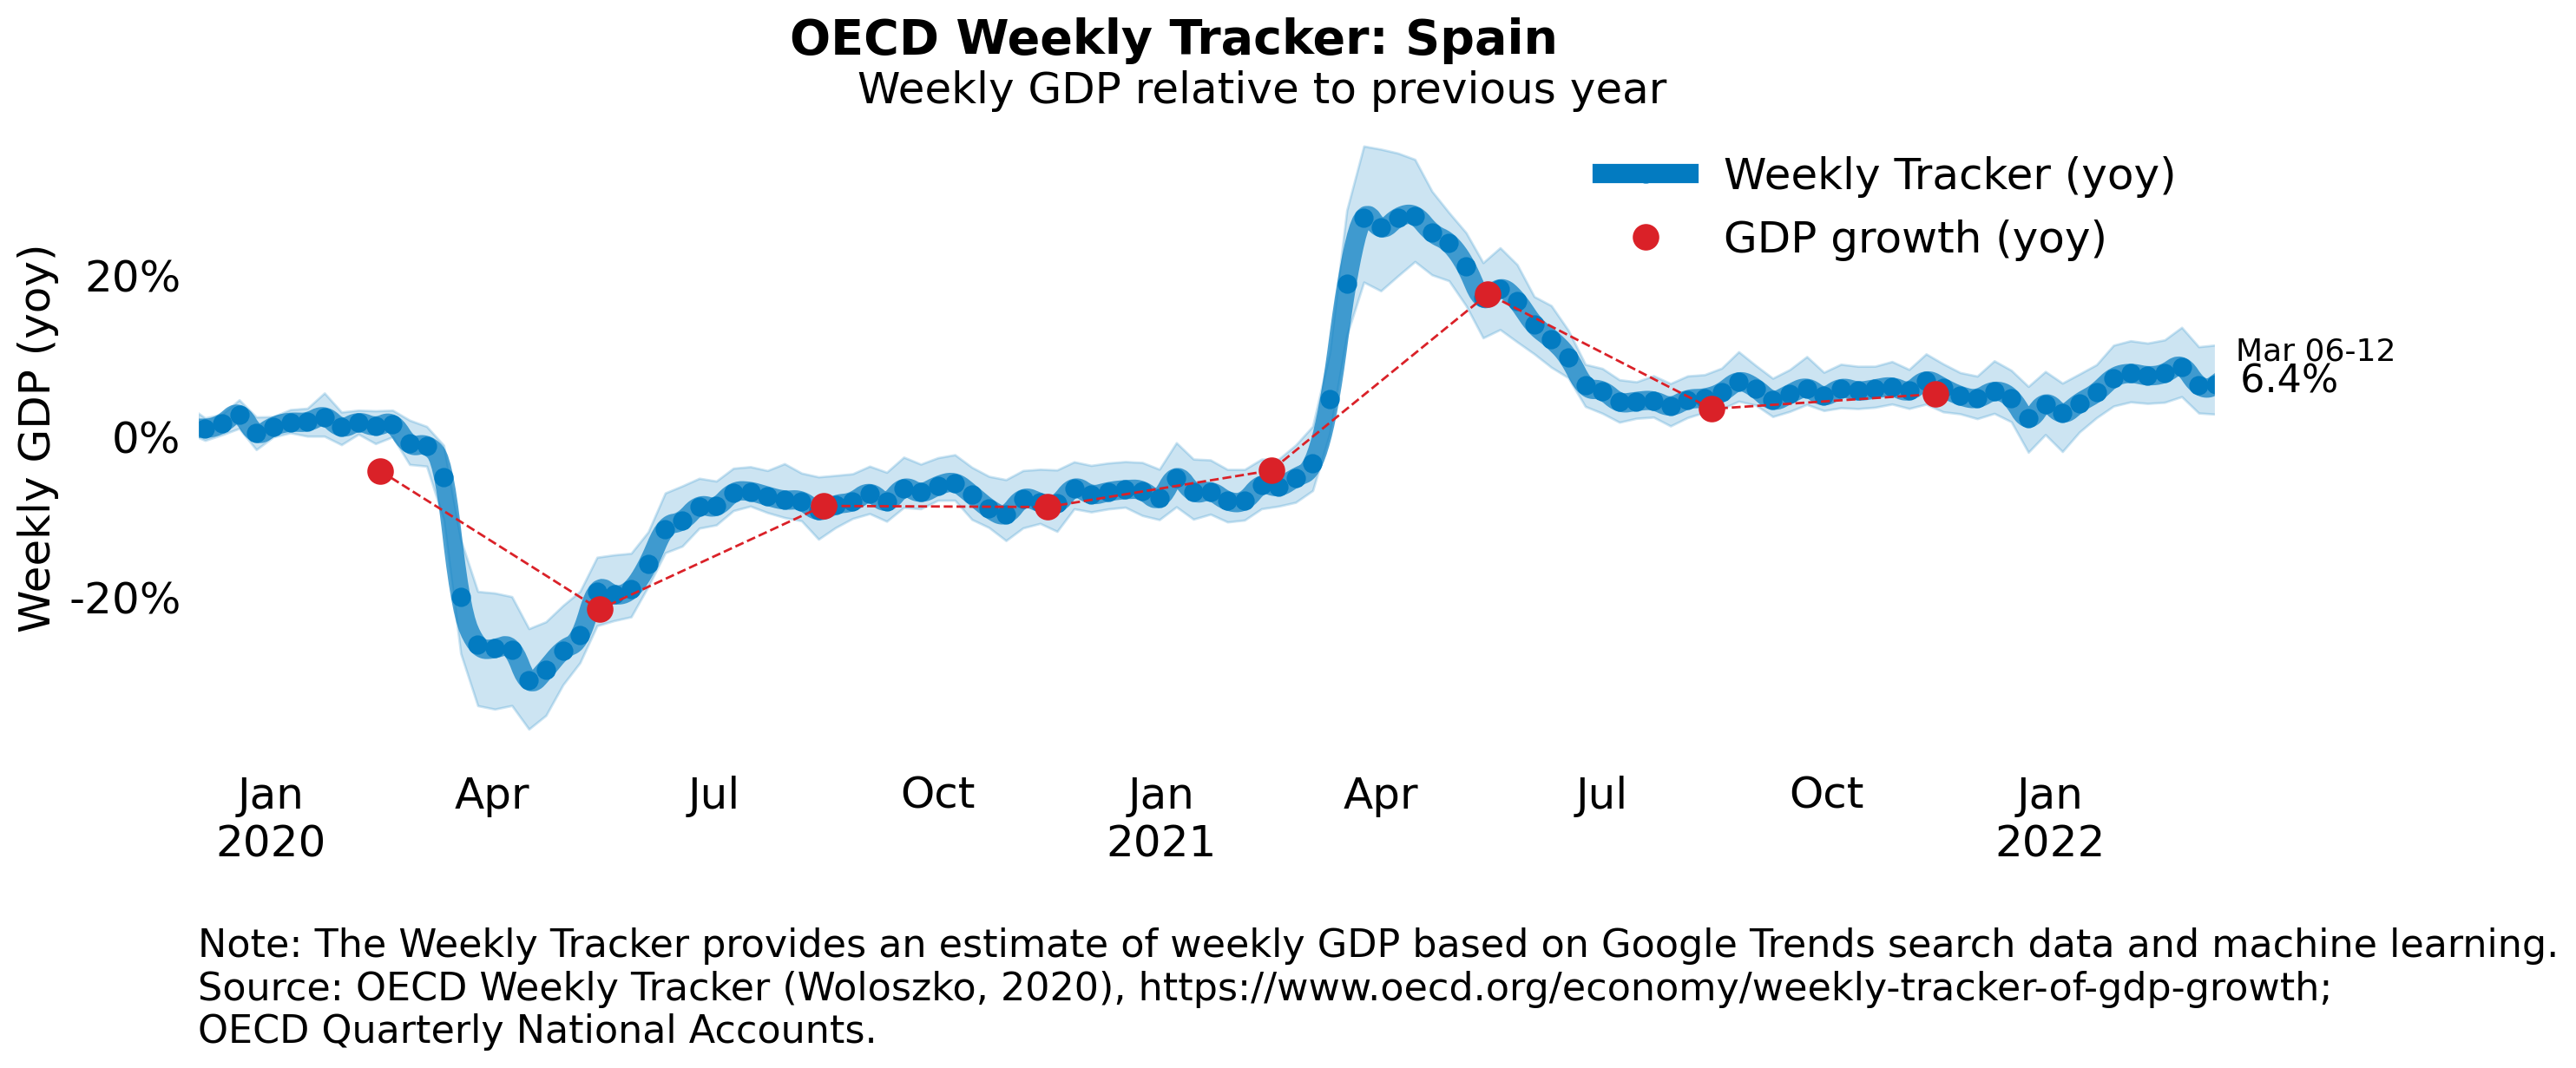 OECD Weekly Tracker: Spain
Weekly GDP relative to previous year
Weekly Tracker (yoy)
GDP growth (yoy)
Weekly GDP (yoy)
20%
0%
-20%
Mar 06-12
6.4%
Jan Apr Jul Oct Jan Apr Jul Oct Jan
2020 2021 2022
Note: The Weekly Tracker provides an estimate of weekly GDP based on Google Trends search data and machine learning.
Source: OECD Weekly Tracker (Woloszko, 2020), https://www.oecd.org/economy/weekly-tracker-of-gdp-growth;
OECD Quarterly National Accounts.